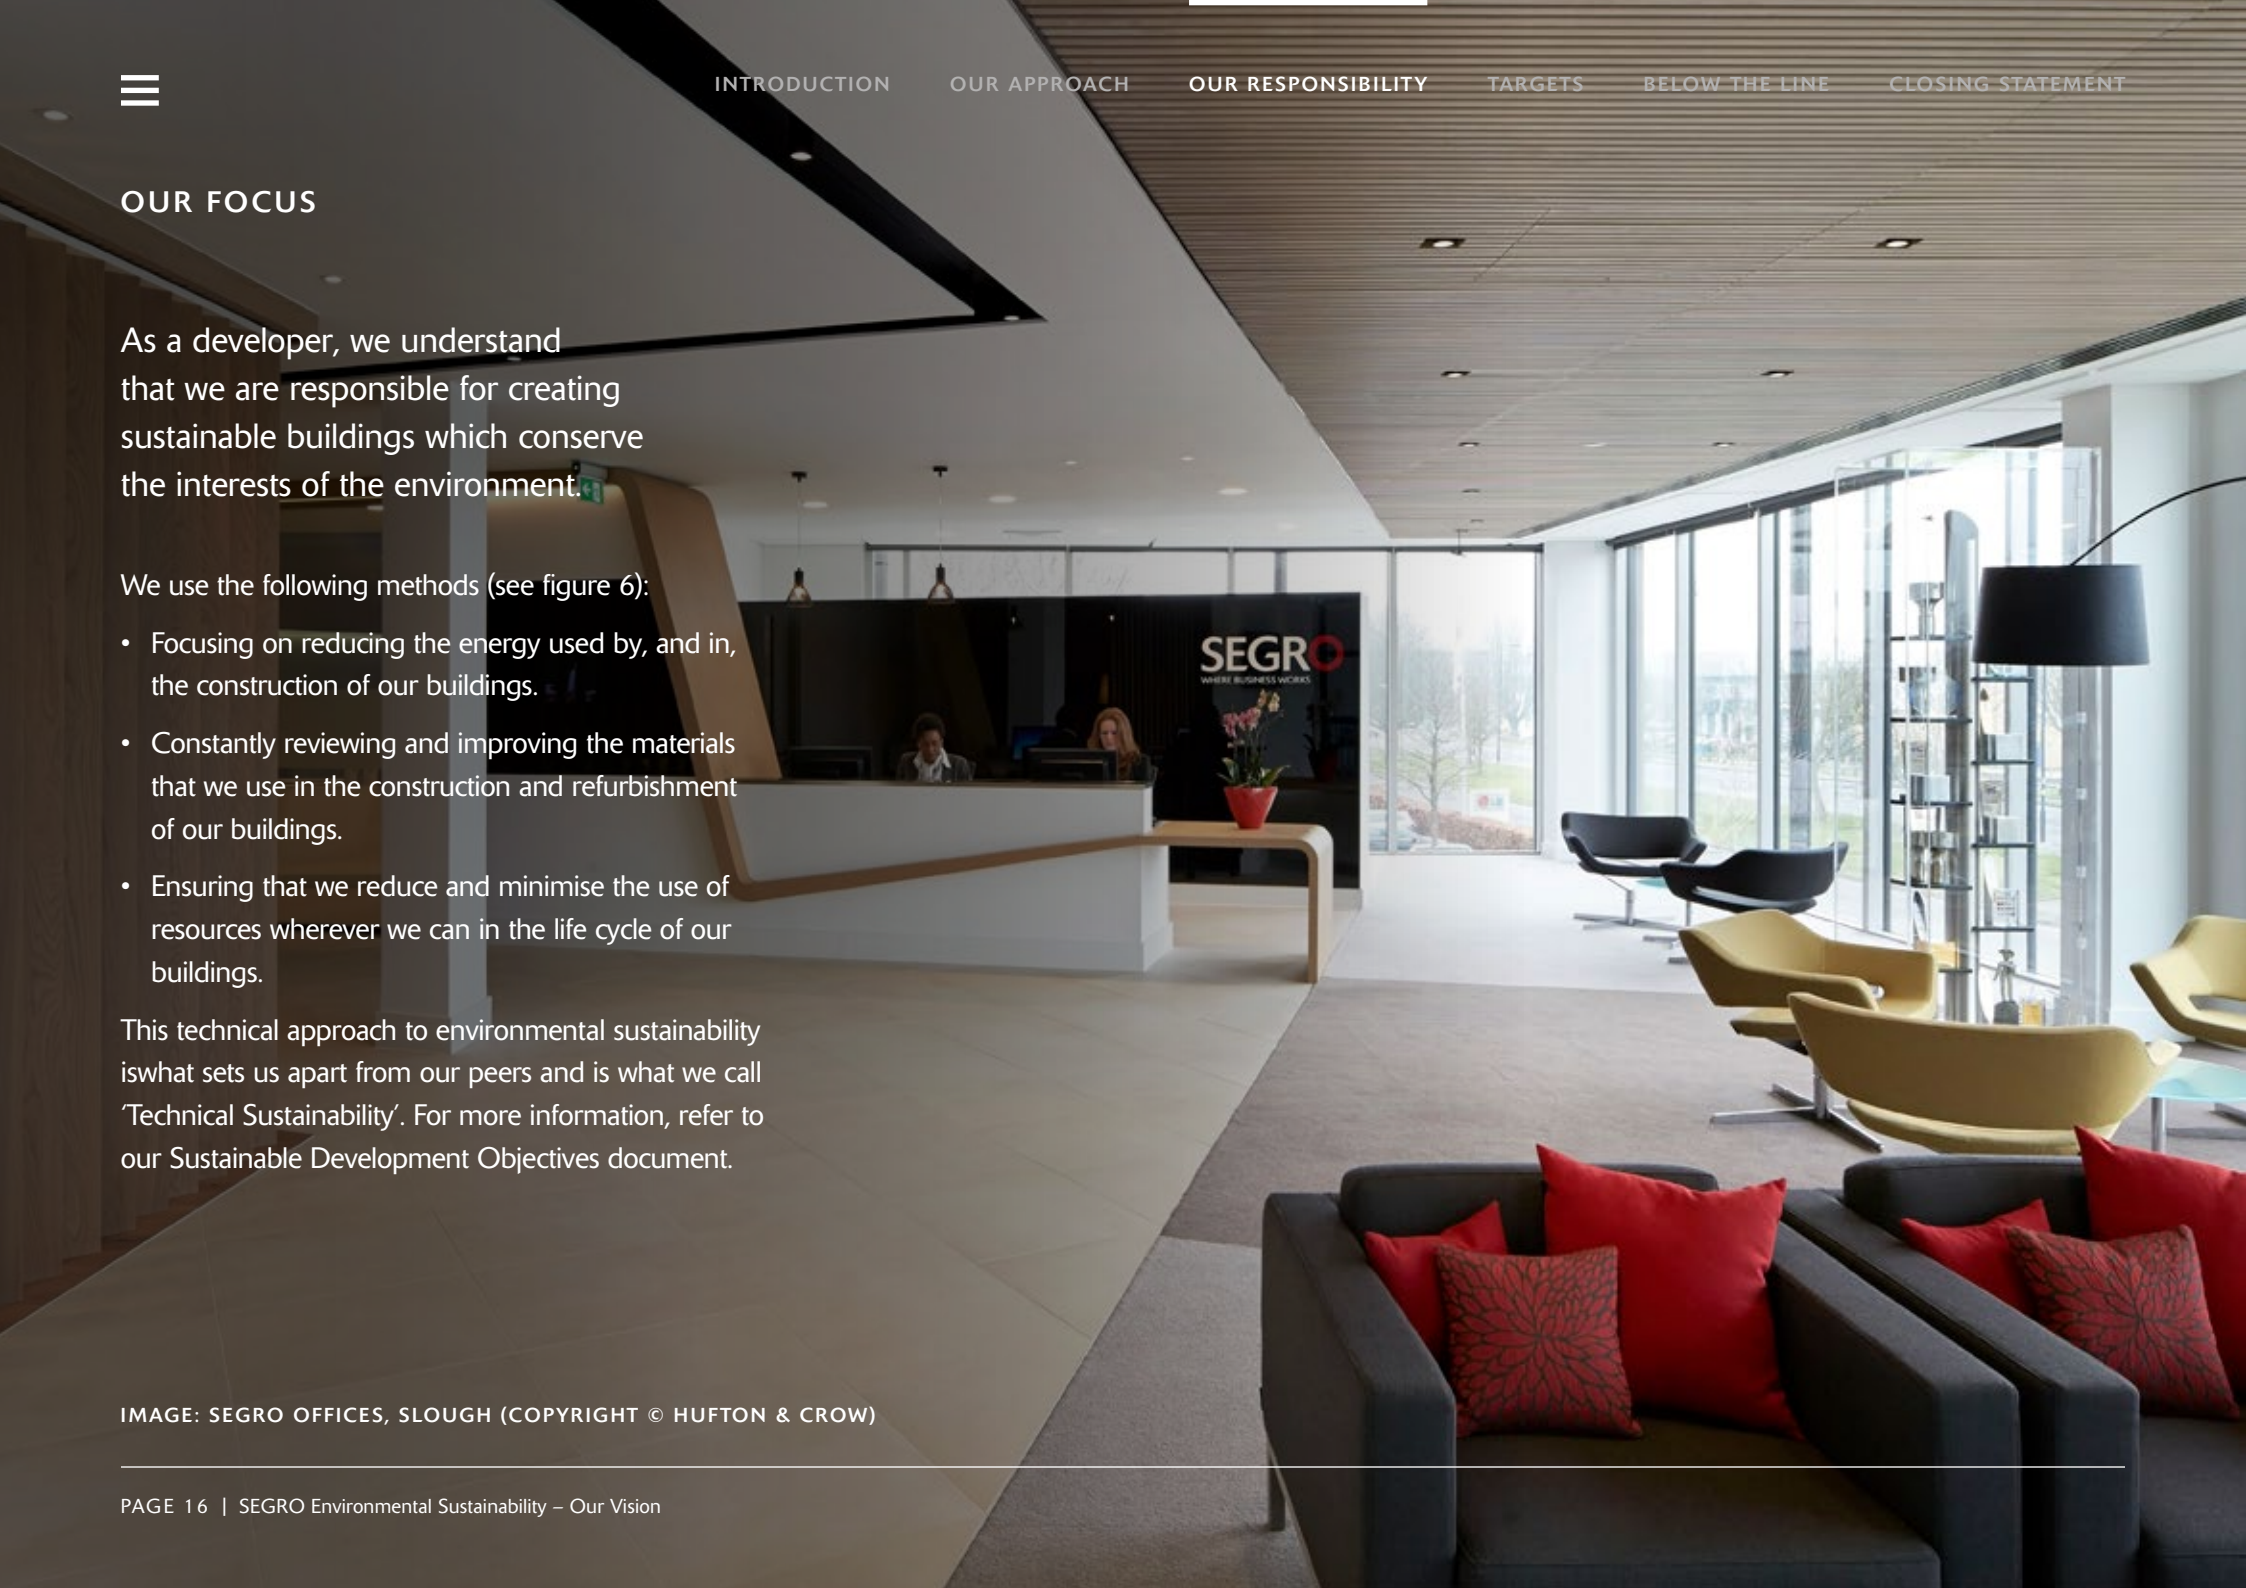 INTRODUCTION OUR APPROACH OUR RESPONSIBILITY TARGETS BELOW THE LINE CLOSING STATEMENT
OUR FOCUS
As a developer, we understand
that we are responsible for creating
sustainable buildings which conserve
the interests of the environment.
We use the following methods (see figure 6):
• Focusing on reducing the energy used by, and in,
the construction of our buildings.
• Constantly reviewing and improving the materials
that we use in the construction and refurbishment
of our buildings.
• Ensuring that we reduce and minimise the use of
resources wherever we can in the life cycle of our
buildings.
This technical approach to environmental sustainability
iswhat sets us apart from our peers and is what we call
‘Technical Sustainability’. For more information, refer to
our Sustainable Development Objectives document.
SEGRO
WHERE BUSINESS WORKS
IMAGE: SEGRO OFFICES, SLOUGH (COPYRIGHT © HUFTON & CROW)
PAGE 16 | SEGRO Environmental Sustainability – Our Vision